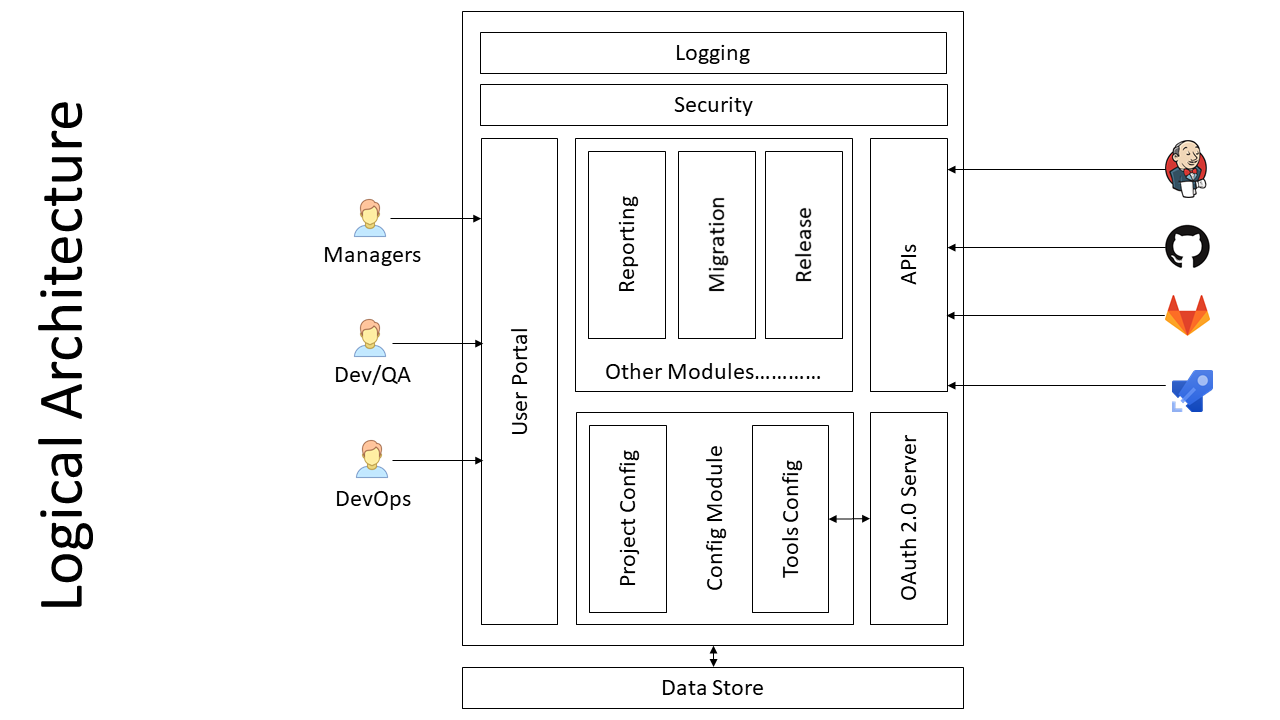 Logical Architecture
Logging
Security
Managers
Dev/QA
DevOps
User Portal
Reporting
Migration
Release
Other Modules…………
APIs
Project Config
Config Module
Tools Config
OAuth 2.0 Server
Data Store